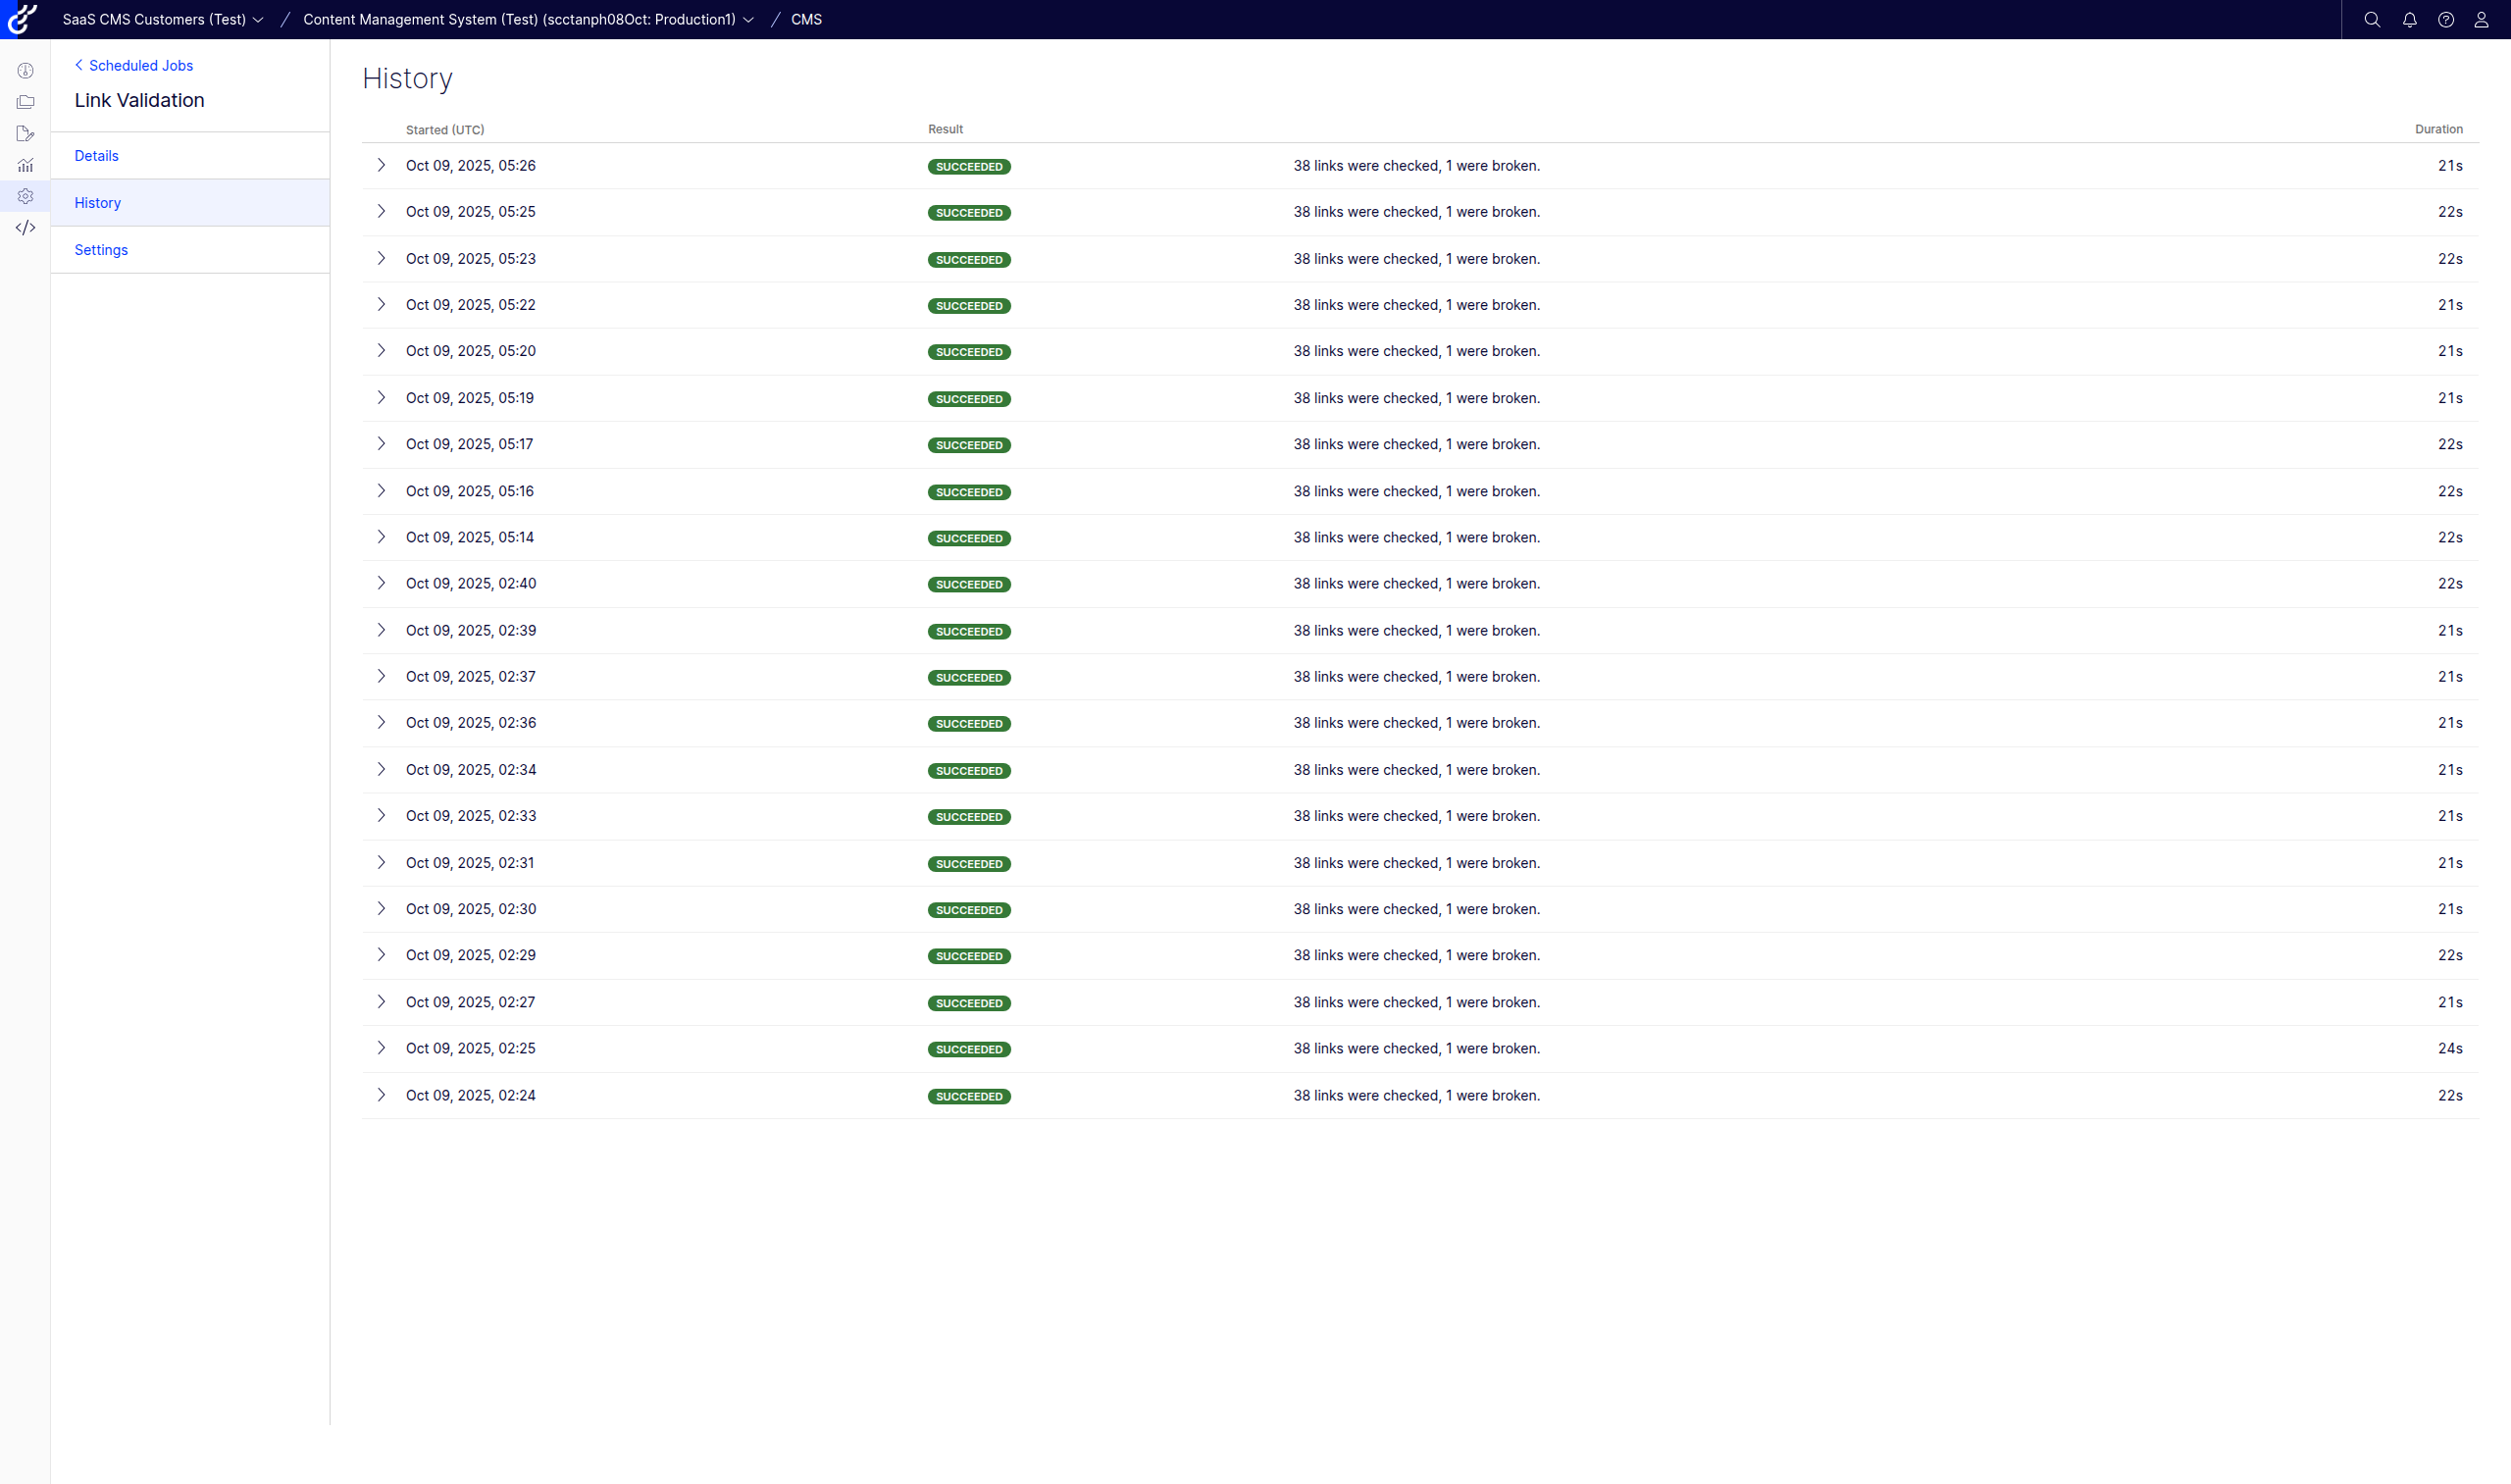 SaaS CMS Customers (Test) / Content Management System (Test) (scctanph08Oct: Production1) / CMS
Scheduled Jobs
Link Validation
Details
History
Settings
History
Started (UTC) Result Duration
Oct 09, 2025, 05:26 SUCCEEDED 38 links were checked, 1 were broken. 21s
Oct 09, 2025, 05:25 SUCCEEDED 38 links were checked, 1 were broken. 22s
Oct 09, 2025, 05:23 SUCCEEDED 38 links were checked, 1 were broken. 22s
Oct 09, 2025, 05:22 SUCCEEDED 38 links were checked, 1 were broken. 21s
Oct 09, 2025, 05:20 SUCCEEDED 38 links were checked, 1 were broken. 21s
Oct 09, 2025, 05:19 SUCCEEDED 38 links were checked, 1 were broken. 21s
Oct 09, 2025, 05:17 SUCCEEDED 38 links were checked, 1 were broken. 22s
Oct 09, 2025, 05:16 SUCCEEDED 38 links were checked, 1 were broken. 22s
Oct 09, 2025, 05:14 SUCCEEDED 38 links were checked, 1 were broken. 22s
Oct 09, 2025, 02:40 SUCCEEDED 38 links were checked, 1 were broken. 22s
Oct 09, 2025, 02:39 SUCCEEDED 38 links were checked, 1 were broken. 21s
Oct 09, 2025, 02:37 SUCCEEDED 38 links were checked, 1 were broken. 21s
Oct 09, 2025, 02:36 SUCCEEDED 38 links were checked, 1 were broken. 21s
Oct 09, 2025, 02:34 SUCCEEDED 38 links were checked, 1 were broken. 21s
Oct 09, 2025, 02:33 SUCCEEDED 38 links were checked, 1 were broken. 21s
Oct 09, 2025, 02:31 SUCCEEDED 38 links were checked, 1 were broken. 21s
Oct 09, 2025, 02:30 SUCCEEDED 38 links were checked, 1 were broken. 21s
Oct 09, 2025, 02:29 SUCCEEDED 38 links were checked, 1 were broken. 22s
Oct 09, 2025, 02:27 SUCCEEDED 38 links were checked, 1 were broken. 21s
Oct 09, 2025, 02:25 SUCCEEDED 38 links were checked, 1 were broken. 24s
Oct 09, 2025, 02:24 SUCCEEDED 38 links were checked, 1 were broken. 22s